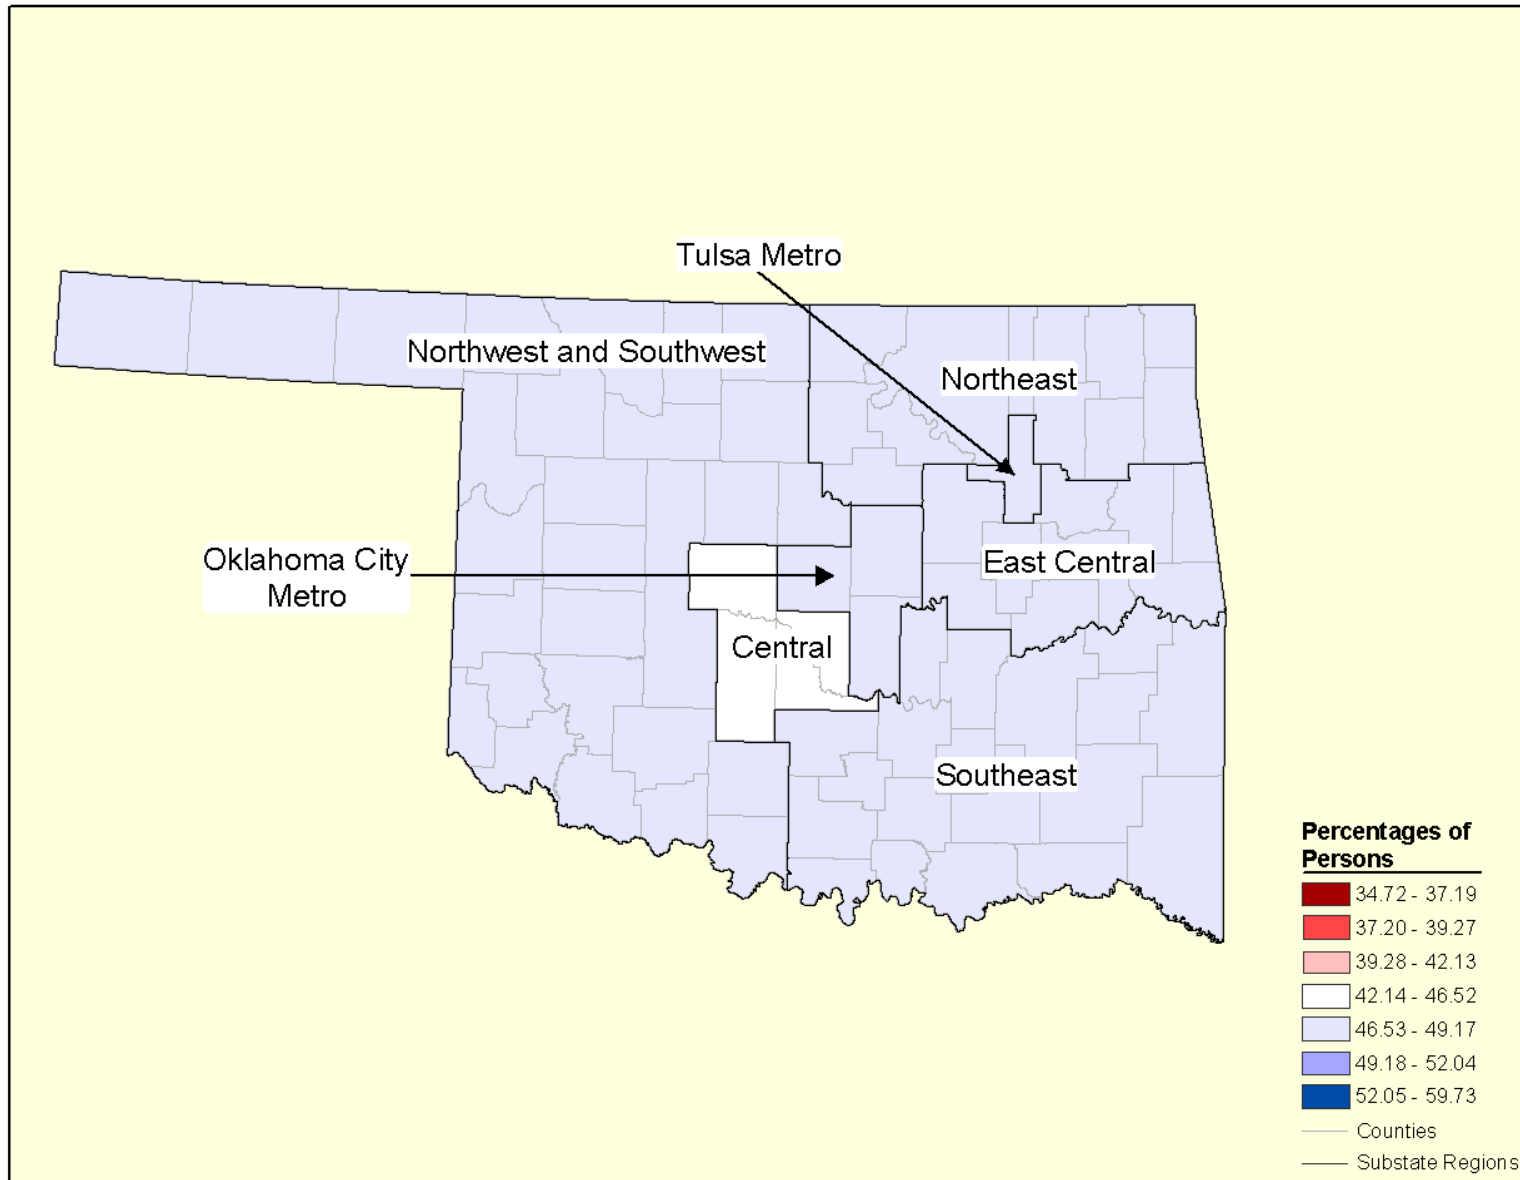 Tulsa Metro
Northwest and Southwest
Northeast
Oklahoma City
Metro
East Central
Central
Southeast
Percentages of
Persons
34.72 - 37.19
37.20 - 39.27
39.28 - 42.13
42.14 - 46.52
46.53 - 49.17
49.18 - 52.04
52.05 - 59.73
Counties
Substate Regions